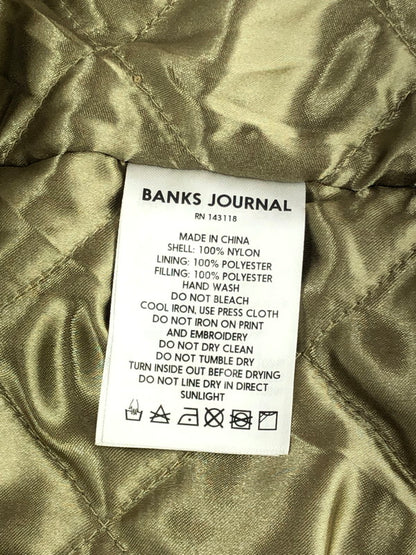 BANKS JOURNAL
RN 143118
MADE IN CHINA
SHELL: 100% NYLON
LINING: 100% POLYESTER
FILLING: 100% POLYESTER
HAND WASH
DO NOT BLEACH
COOL IRON, USE PRESS CLOTH
DO NOT IRON ON PRINT
AND EMBROIDERY
DO NOT DRY CLEAN
DO NOT TUMBLE DRY
TURN INSIDE OUT BEFORE DRYING
DO NOT LINE DRY IN DIRECT
SUNLIGHT